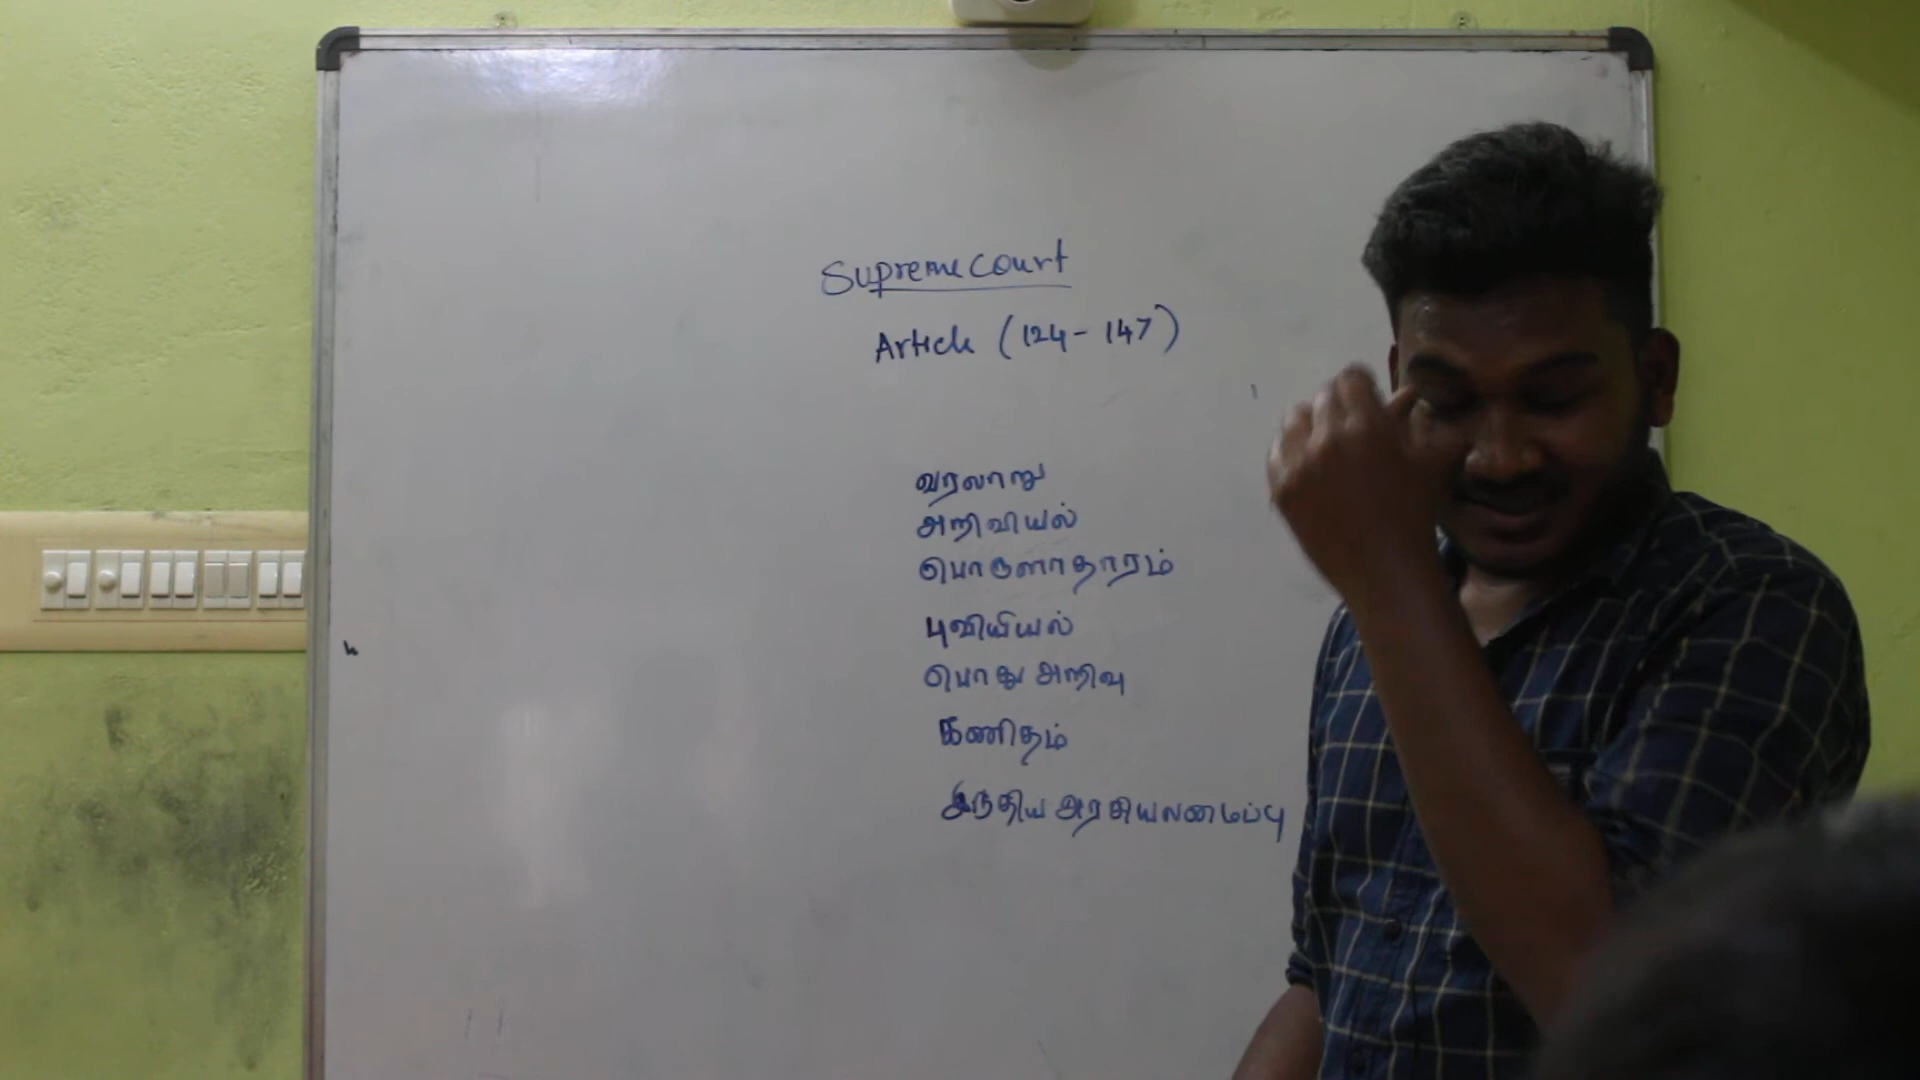 Supreme court
Article (124 - 147)
வரலாறு
அறிவியல்
பொருளாதாரம்
புவியியல்
பொது அறிவு
கணிதம்
இந்திய அரசியலமைப்பு